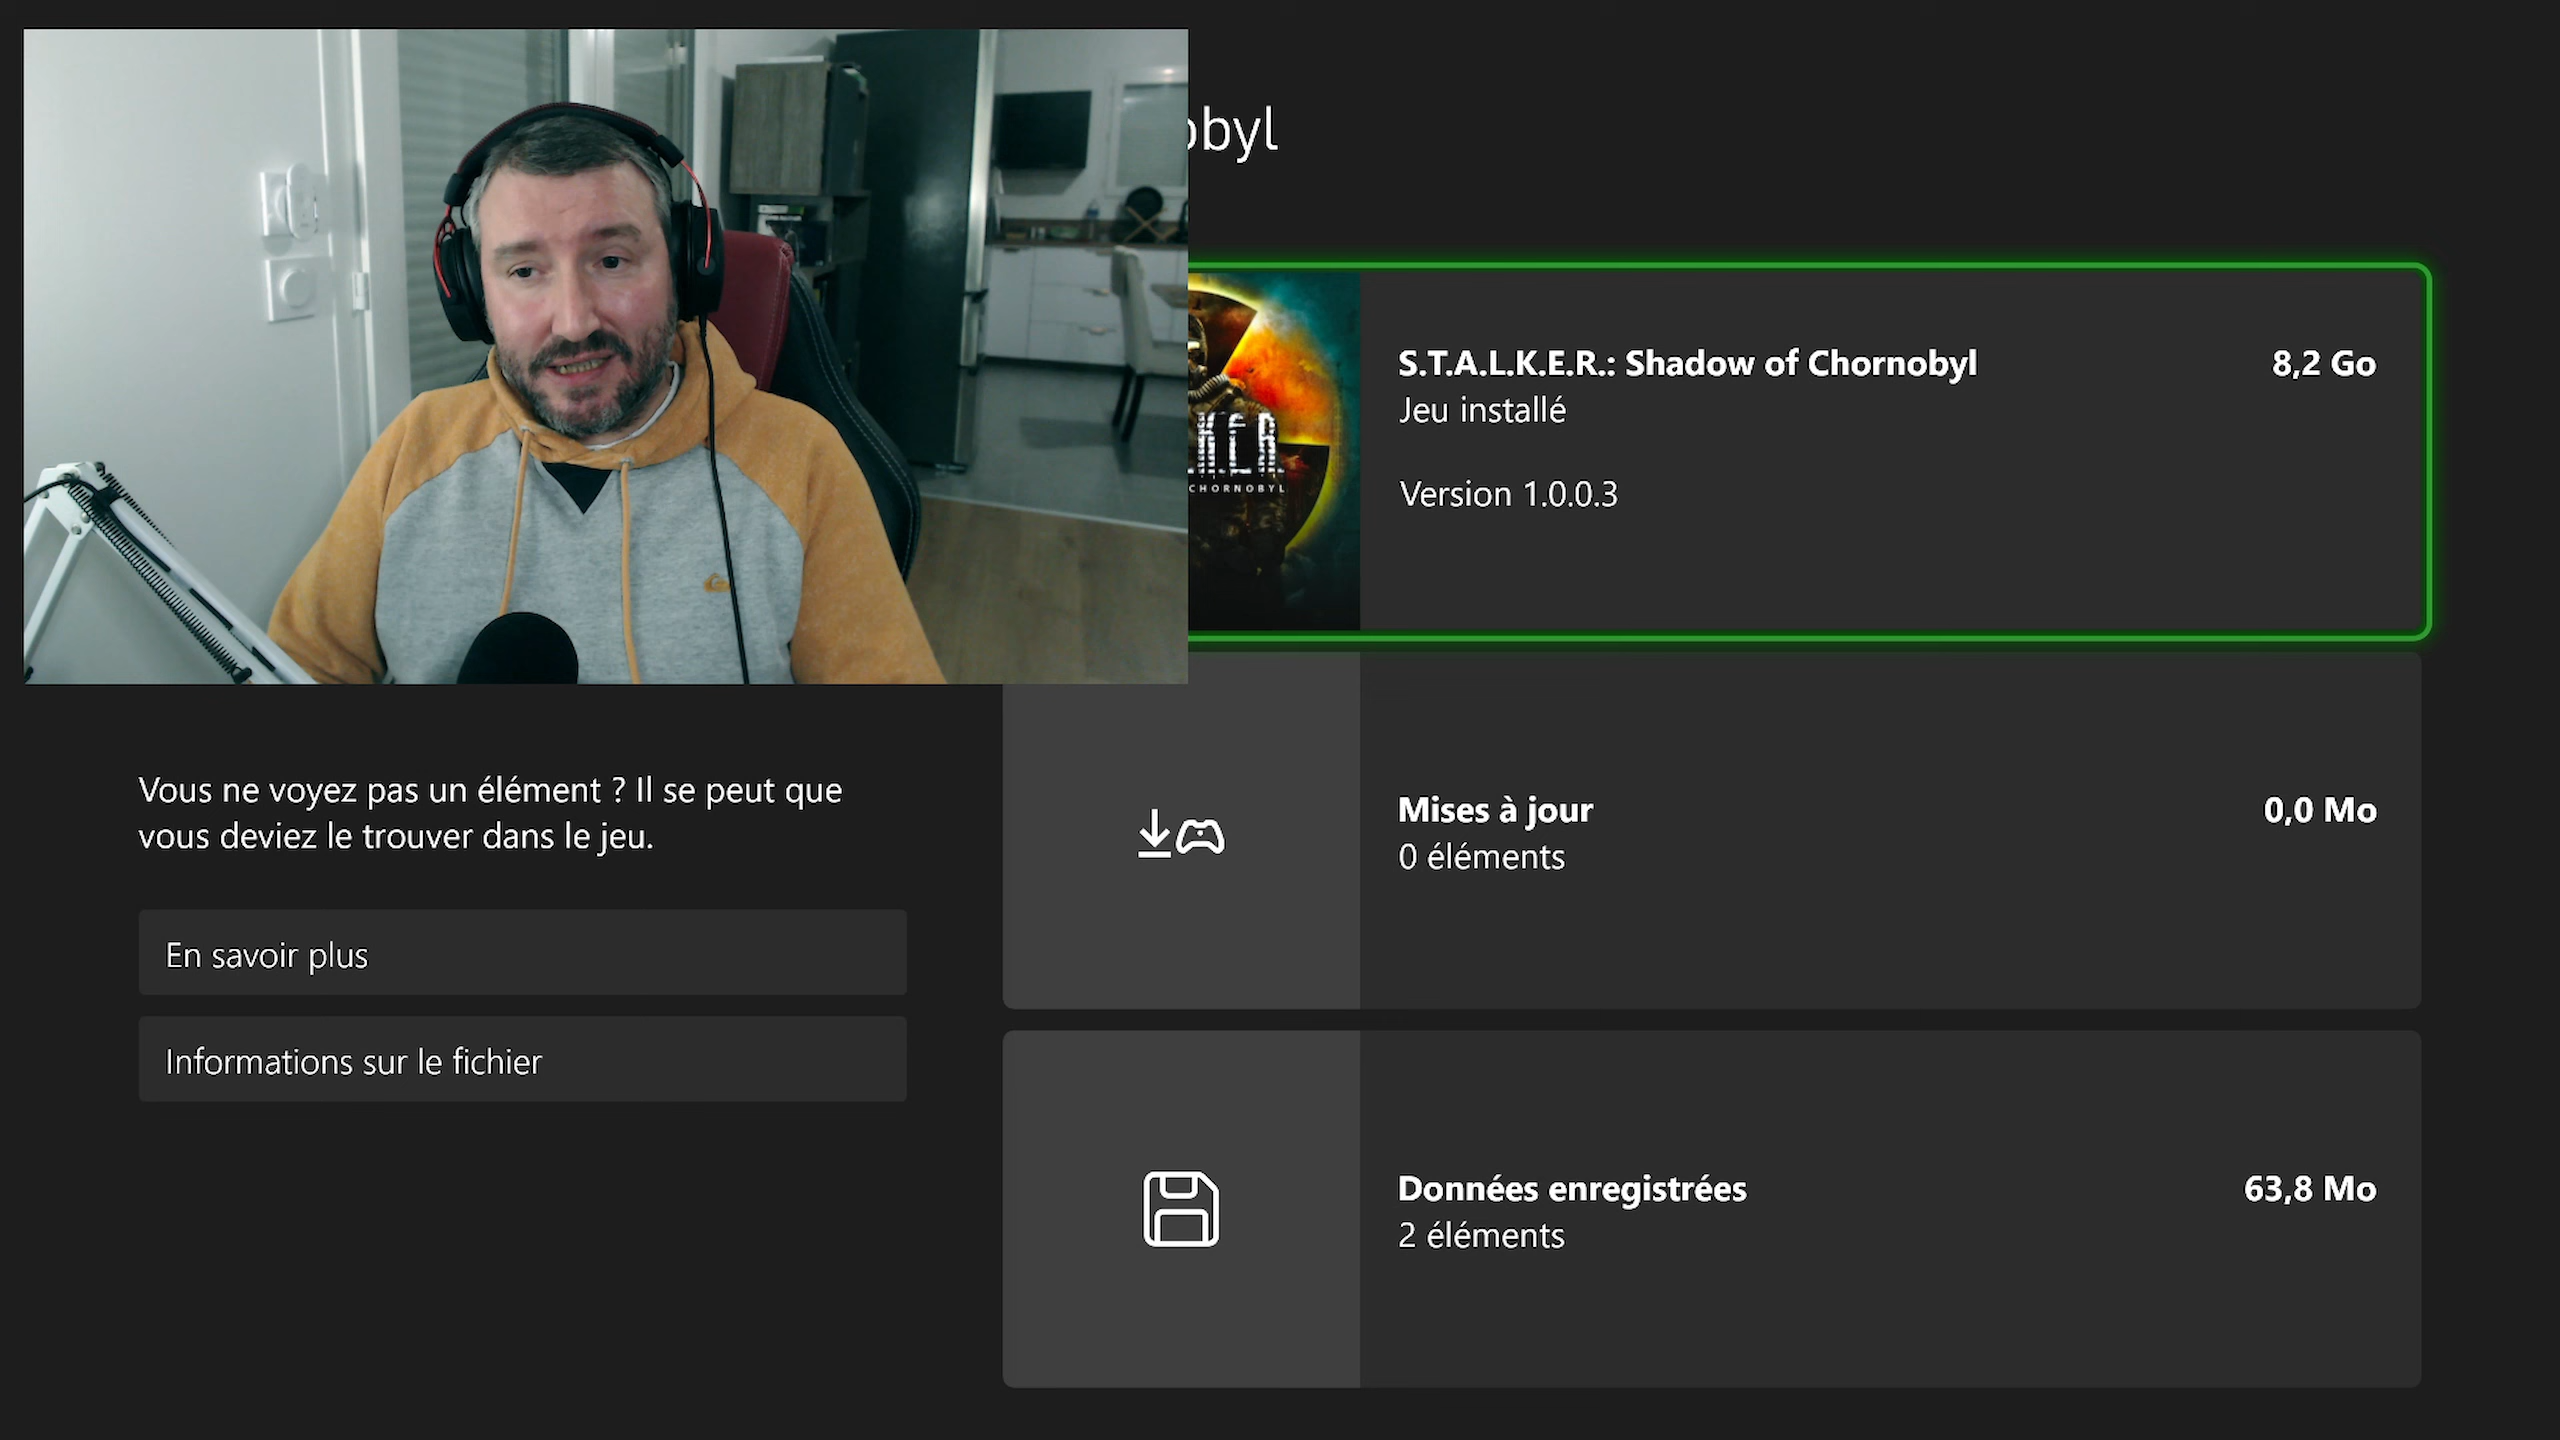 S.T.A.L.K.E.R.: Shadow of Chornobyl
8,2 Go
Jeu installé
Version 1.0.0.3
CHORNOBYL
Vous ne voyez pas un élément ? Il se peut que
vous deviez le trouver dans le jeu.
En savoir plus
Informations sur le fichier
Mises à jour
0,0 Mo
0 éléments
Données enregistrées
63,8 Mo
2 éléments